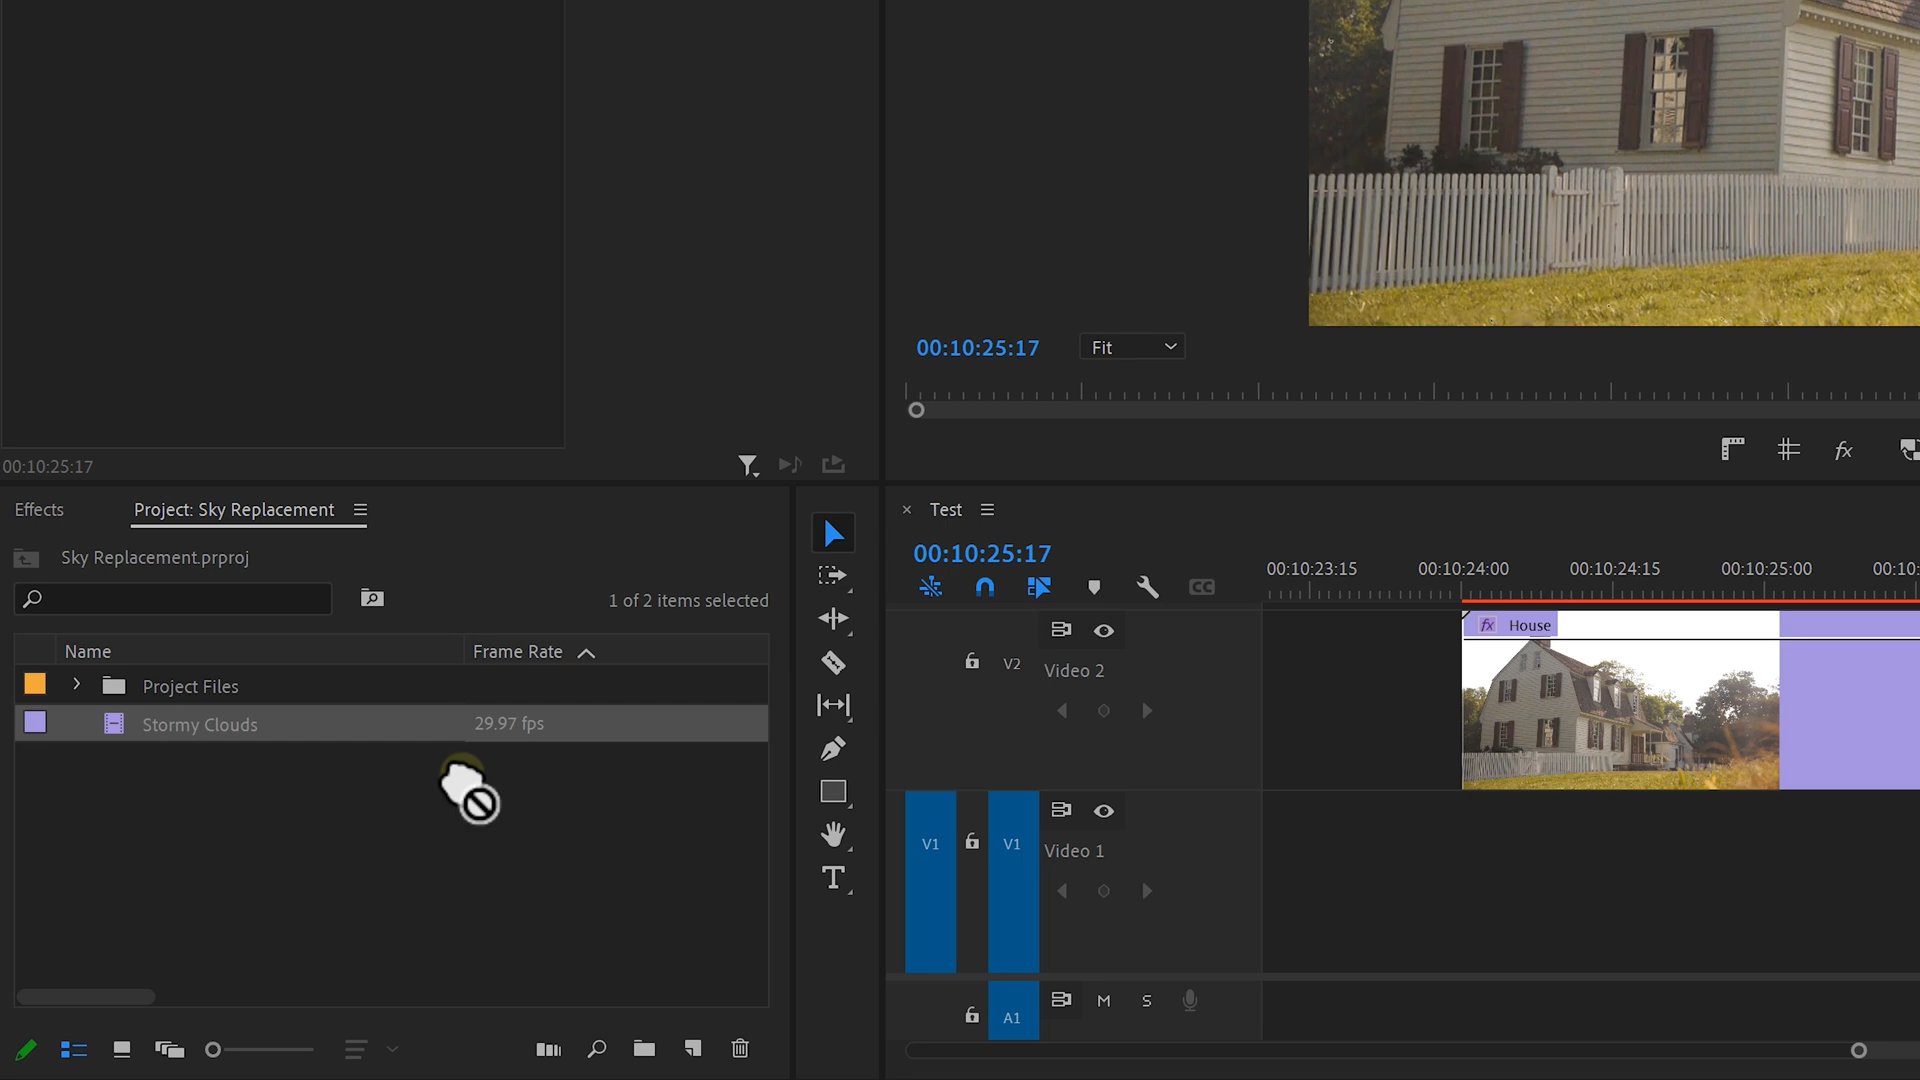 00:10:25:17
Fit
00:10:25:17
Effects
Project: Sky Replacement
Sky Replacement.prproj
1 of 2 items selected
Name
Frame Rate
Project Files
Stormy Clouds
29.97 fps
Test
00:10:25:17
CC
00:10:23:15
00:10:24:00
00:10:24:15
00:10:25:00
00:10:
fx
fx House
V2
Video 2
V1
V1
Video 1
A1
M
S
T